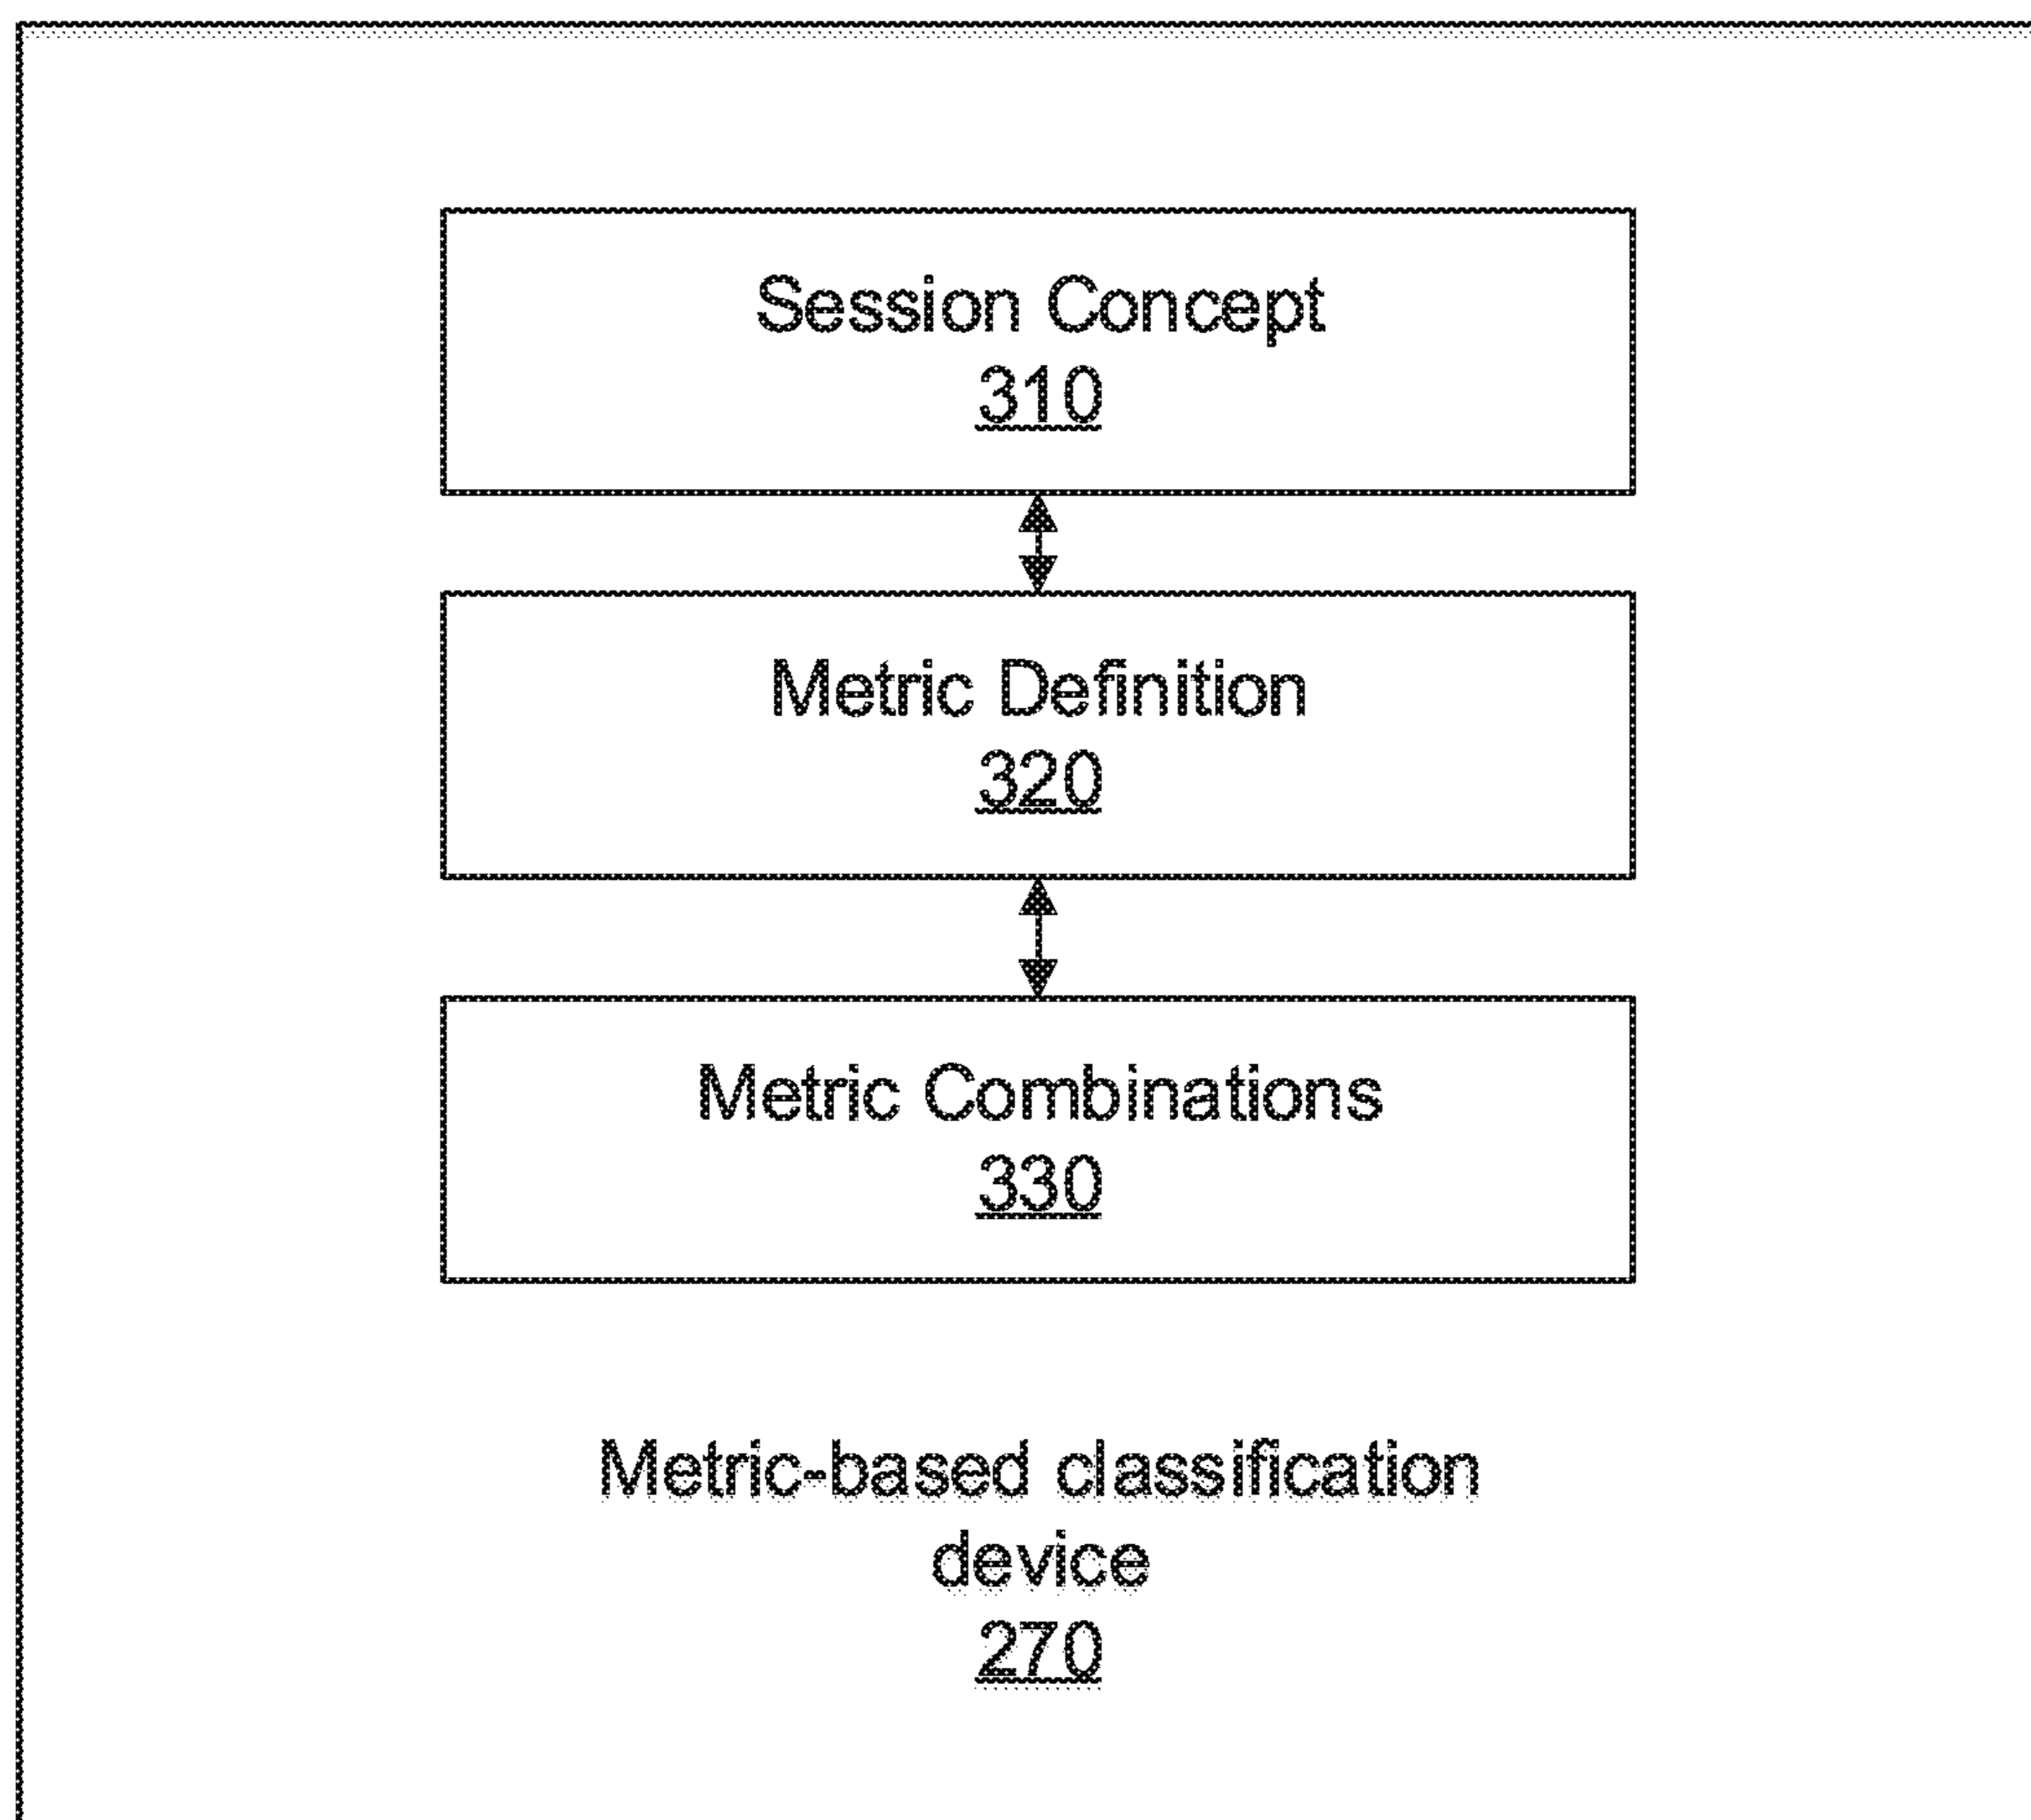 Session Concept
310
Metric Definition
320
Metric Combinations
330
Metric-based classification
device
270